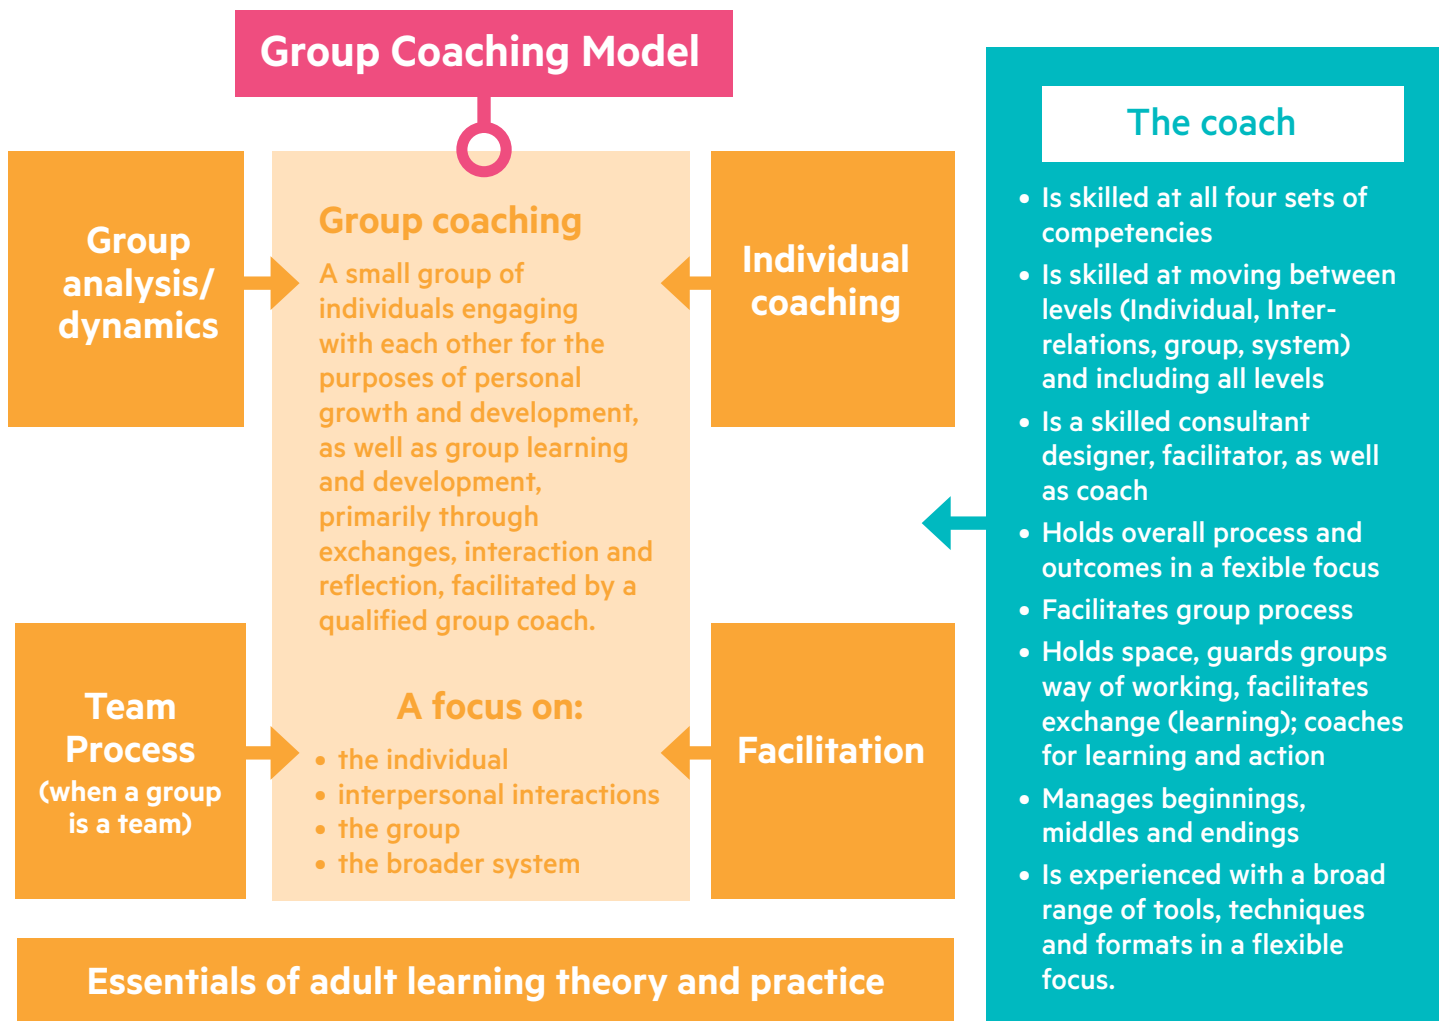 Group Coaching Model
Group
analysis/
dynamics
Group coaching
A small group of
individuals engaging
with each other for the
purposes of personal
growth and development,
as well as group learning
and development,
primarily through
exchanges, interaction and
reflection, facilitated by a
qualified group coach.
A focus on:
• the individual
• interpersonal interactions
• the group
• the broader system
Individual
coaching
Team
Process
(when a group
is a team)
Facilitation
Essentials of adult learning theory and practice
The coach
• Is skilled at all four sets of
competencies
• Is skilled at moving between
levels (Individual, Inter-
relations, group, system)
and including all levels
• Is a skilled consultant
designer, facilitator, as well
as coach
• Holds overall process and
outcomes in a fexible focus
• Facilitates group process
• Holds space, guards groups
way of working, facilitates
exchange (learning); coaches
for learning and action
• Manages beginnings,
middles and endings
• Is experienced with a broad
range of tools, techniques
and formats in a flexible
focus.